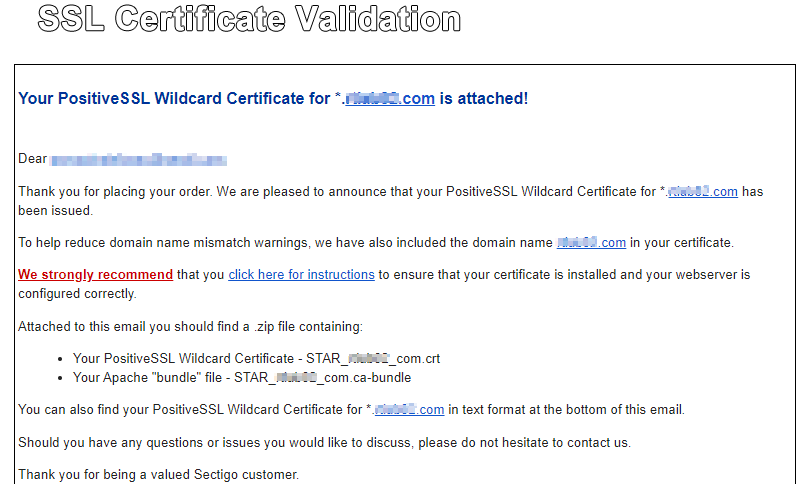 SSL Certificate Validation
Your PositiveSSL Wildcard Certificate for *. .com is attached!
Dear
Thank you for placing your order. We are pleased to announce that your PositiveSSL Wildcard Certificate for *. .com has
been issued.
To help reduce domain name mismatch warnings, we have also included the domain name .com in your certificate.
We strongly recommend that you click here for instructions to ensure that your certificate is installed and your webserver is
configured correctly.
Attached to this email you should find a .zip file containing:
• Your PositiveSSL Wildcard Certificate - STAR_ _com.crt
• Your Apache "bundle" file - STAR_ _com.ca-bundle
You can also find your PositiveSSL Wildcard Certificate for *. .com in text format at the bottom of this email.
Should you have any questions or issues you would like to discuss, please do not hesitate to contact us.
Thank you for being a valued Sectigo customer.